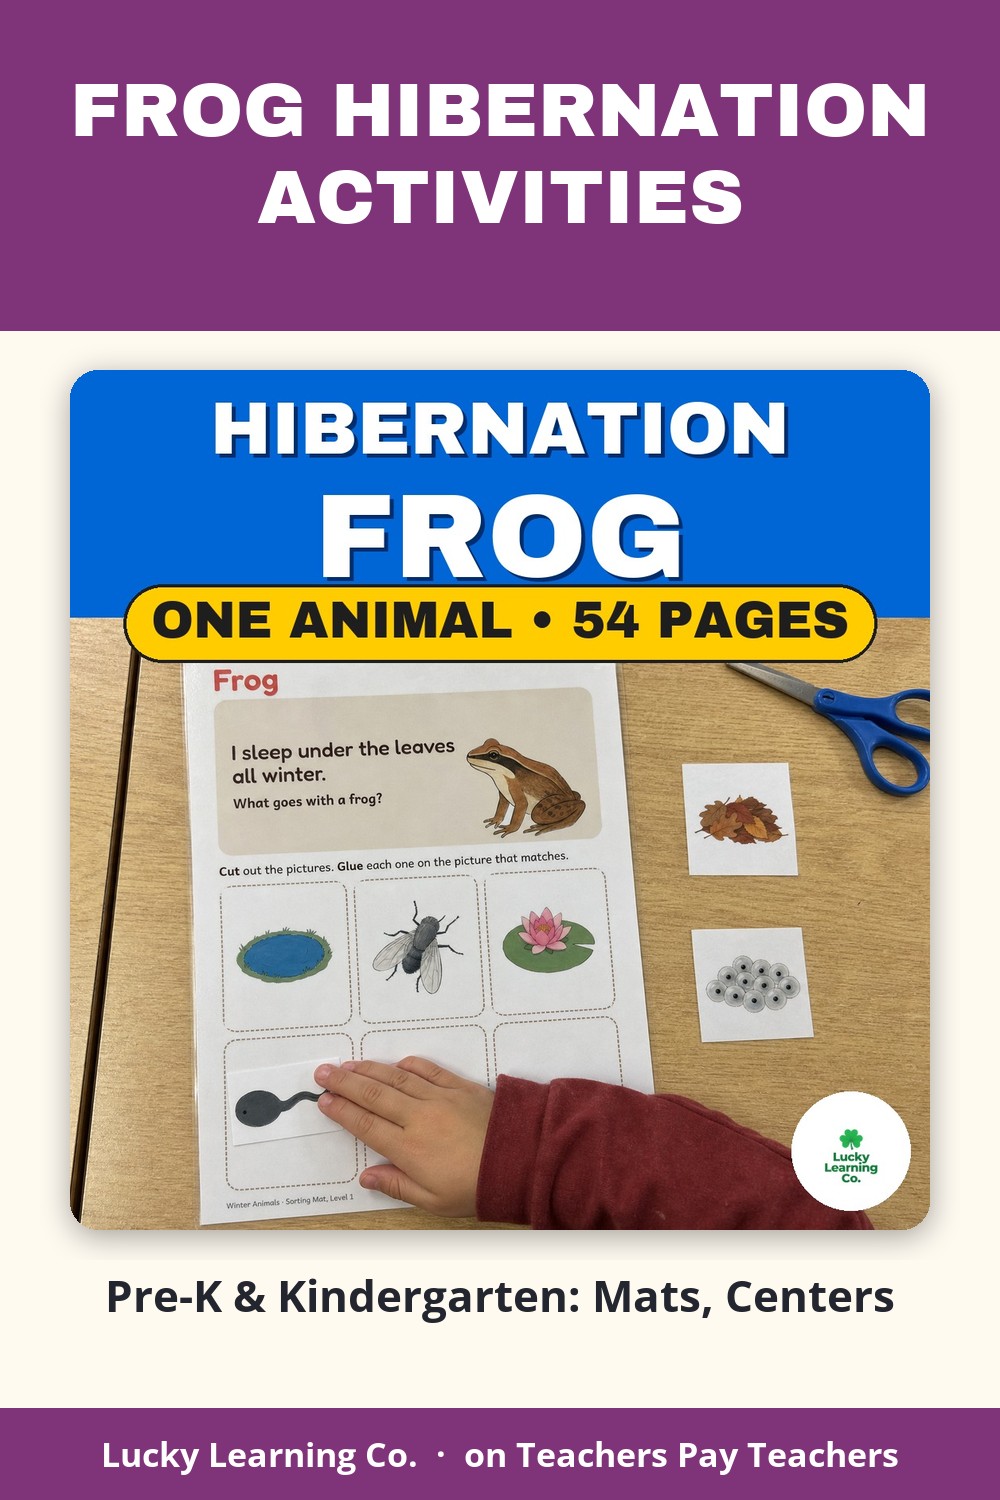 FROG HIBERNATION
ACTIVITIES
HIBERNATION
FROG
ONE ANIMAL • 54 PAGES
Frog
I sleep under the leaves
all winter.
What goes with a frog?
Cut out the pictures. Glue each one on the picture that matches.
Winter Animals · Sorting Mat, Level 1
Lucky
Learning
Co.
Pre-K & Kindergarten: Mats, Centers
Lucky Learning Co. · on Teachers Pay Teachers